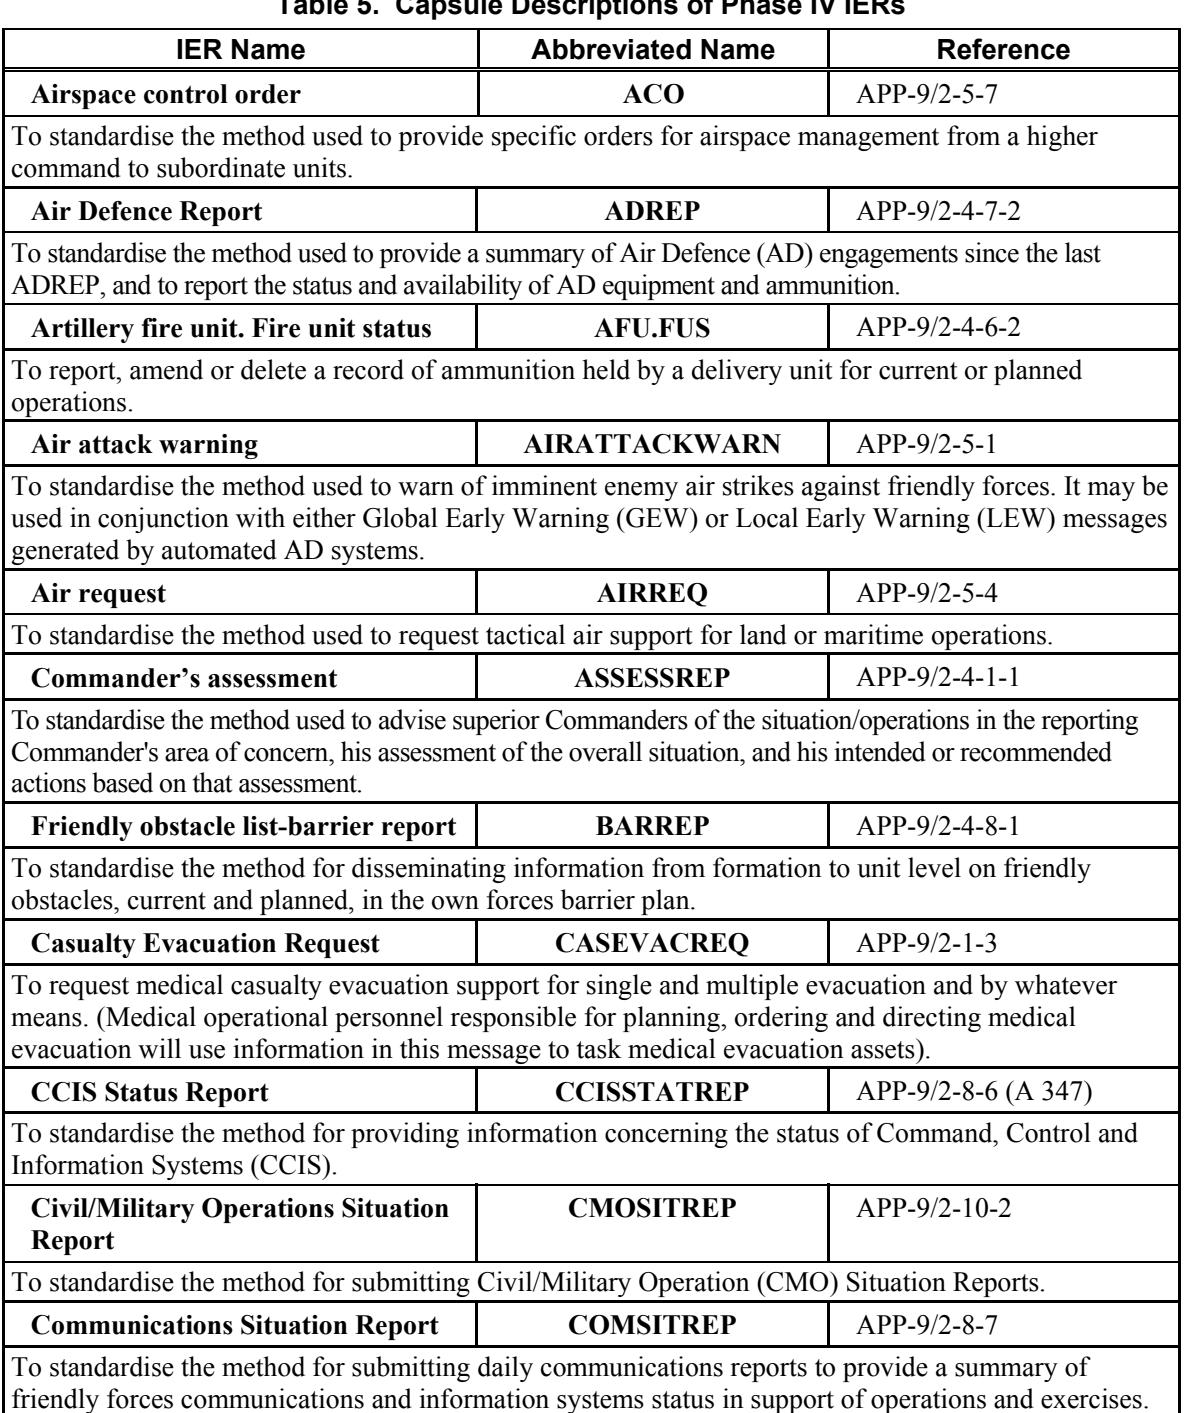 Table 5. Capsule Descriptions of Phase IV IERs
IER Name Abbreviated Name Reference
Airspace control order ACO APP-9/2-5-7
To standardise the method used to provide specific orders for airspace management from a higher
command to subordinate units.
Air Defence Report ADREP APP-9/2-4-7-2
To standardise the method used to provide a summary of Air Defence (AD) engagements since the last
ADREP, and to report the status and availability of AD equipment and ammunition.
Artillery fire unit. Fire unit status AFU.FUS APP-9/2-4-6-2
To report, amend or delete a record of ammunition held by a delivery unit for current or planned
operations.
Air attack warning AIRATTACKWARN APP-9/2-5-1
To standardise the method used to warn of imminent enemy air strikes against friendly forces. It may be
used in conjunction with either Global Early Warning (GEW) or Local Early Warning (LEW) messages
generated by automated AD systems.
Air request AIRREQ APP-9/2-5-4
To standardise the method used to request tactical air support for land or maritime operations.
Commander’s assessment ASSESSREP APP-9/2-4-1-1
To standardise the method used to advise superior Commanders of the situation/operations in the reporting
Commander's area of concern, his assessment of the overall situation, and his intended or recommended
actions based on that assessment.
Friendly obstacle list-barrier report BARREP APP-9/2-4-8-1
To standardise the method for disseminating information from formation to unit level on friendly
obstacles, current and planned, in the own forces barrier plan.
Casualty Evacuation Request CASEVACREQ APP-9/2-1-3
To request medical casualty evacuation support for single and multiple evacuation and by whatever
means. (Medical operational personnel responsible for planning, ordering and directing medical
evacuation will use information in this message to task medical evacuation assets).
CCIS Status Report CCISSTATREP APP-9/2-8-6 (A 347)
To standardise the method for providing information concerning the status of Command, Control and
Information Systems (CCIS).
Civil/Military Operations Situation CMOSITREP APP-9/2-10-2
Report
To standardise the method for submitting Civil/Military Operation (CMO) Situation Reports.
Communications Situation Report COMSITREP APP-9/2-8-7
To standardise the method for submitting daily communications reports to provide a summary of
friendly forces communications and information systems status in support of operations and exercises.